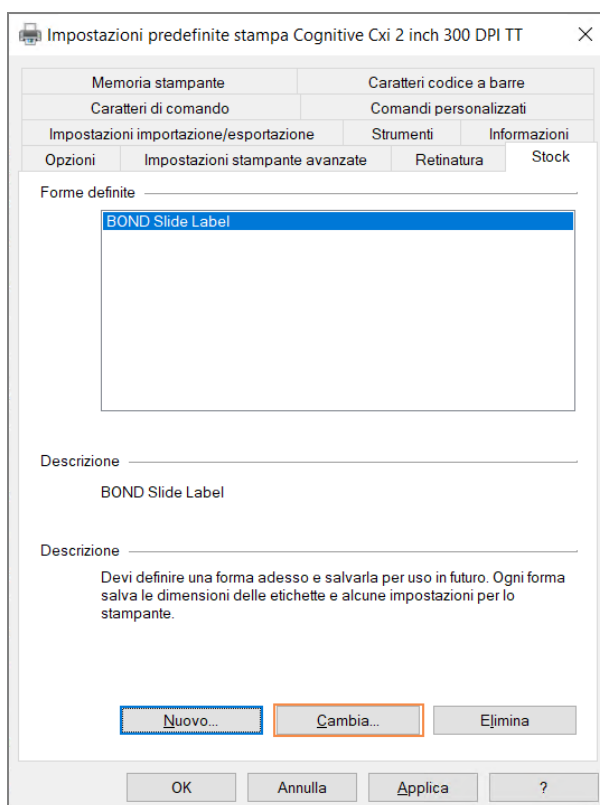 Impostazioni predefinite stampa Cognitive Cxi 2 inch 300 DPI TT
Memoria stampante Caratteri codice a barre
Caratteri di comando Comandi personalizzati
Impostazioni importazione/esportazione Strumenti Informazioni
Opzioni Impostazioni stampante avanzate Retinatura Stock
Forme definite
BOND Slide Label
Descrizione
BOND Slide Label
Descrizione
Devi definire una forma adesso e salvarla per uso in futuro. Ogni forma
salva le dimensioni delle etichette e alcune impostazioni per lo
stampante.
Nuovo... Cambia... Elimina
OK Annulla Applica ?